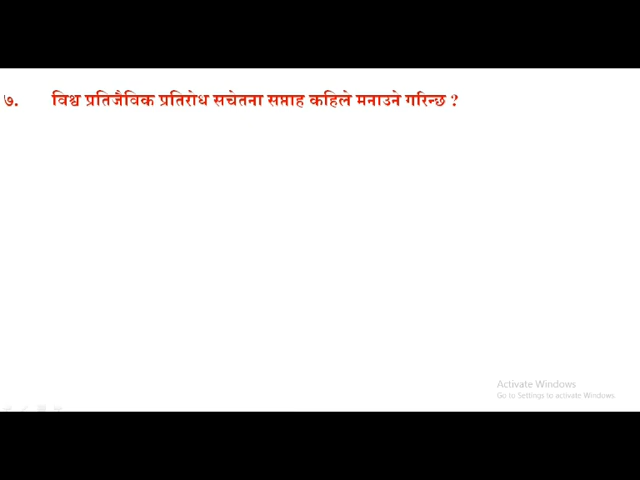 ७. विश्व प्रतिजैविक प्रतिरोध सचेतना सप्ताह कहिले मनाउने गरिन्छ ?
Activate Windows
Go to Settings to activate Windows.